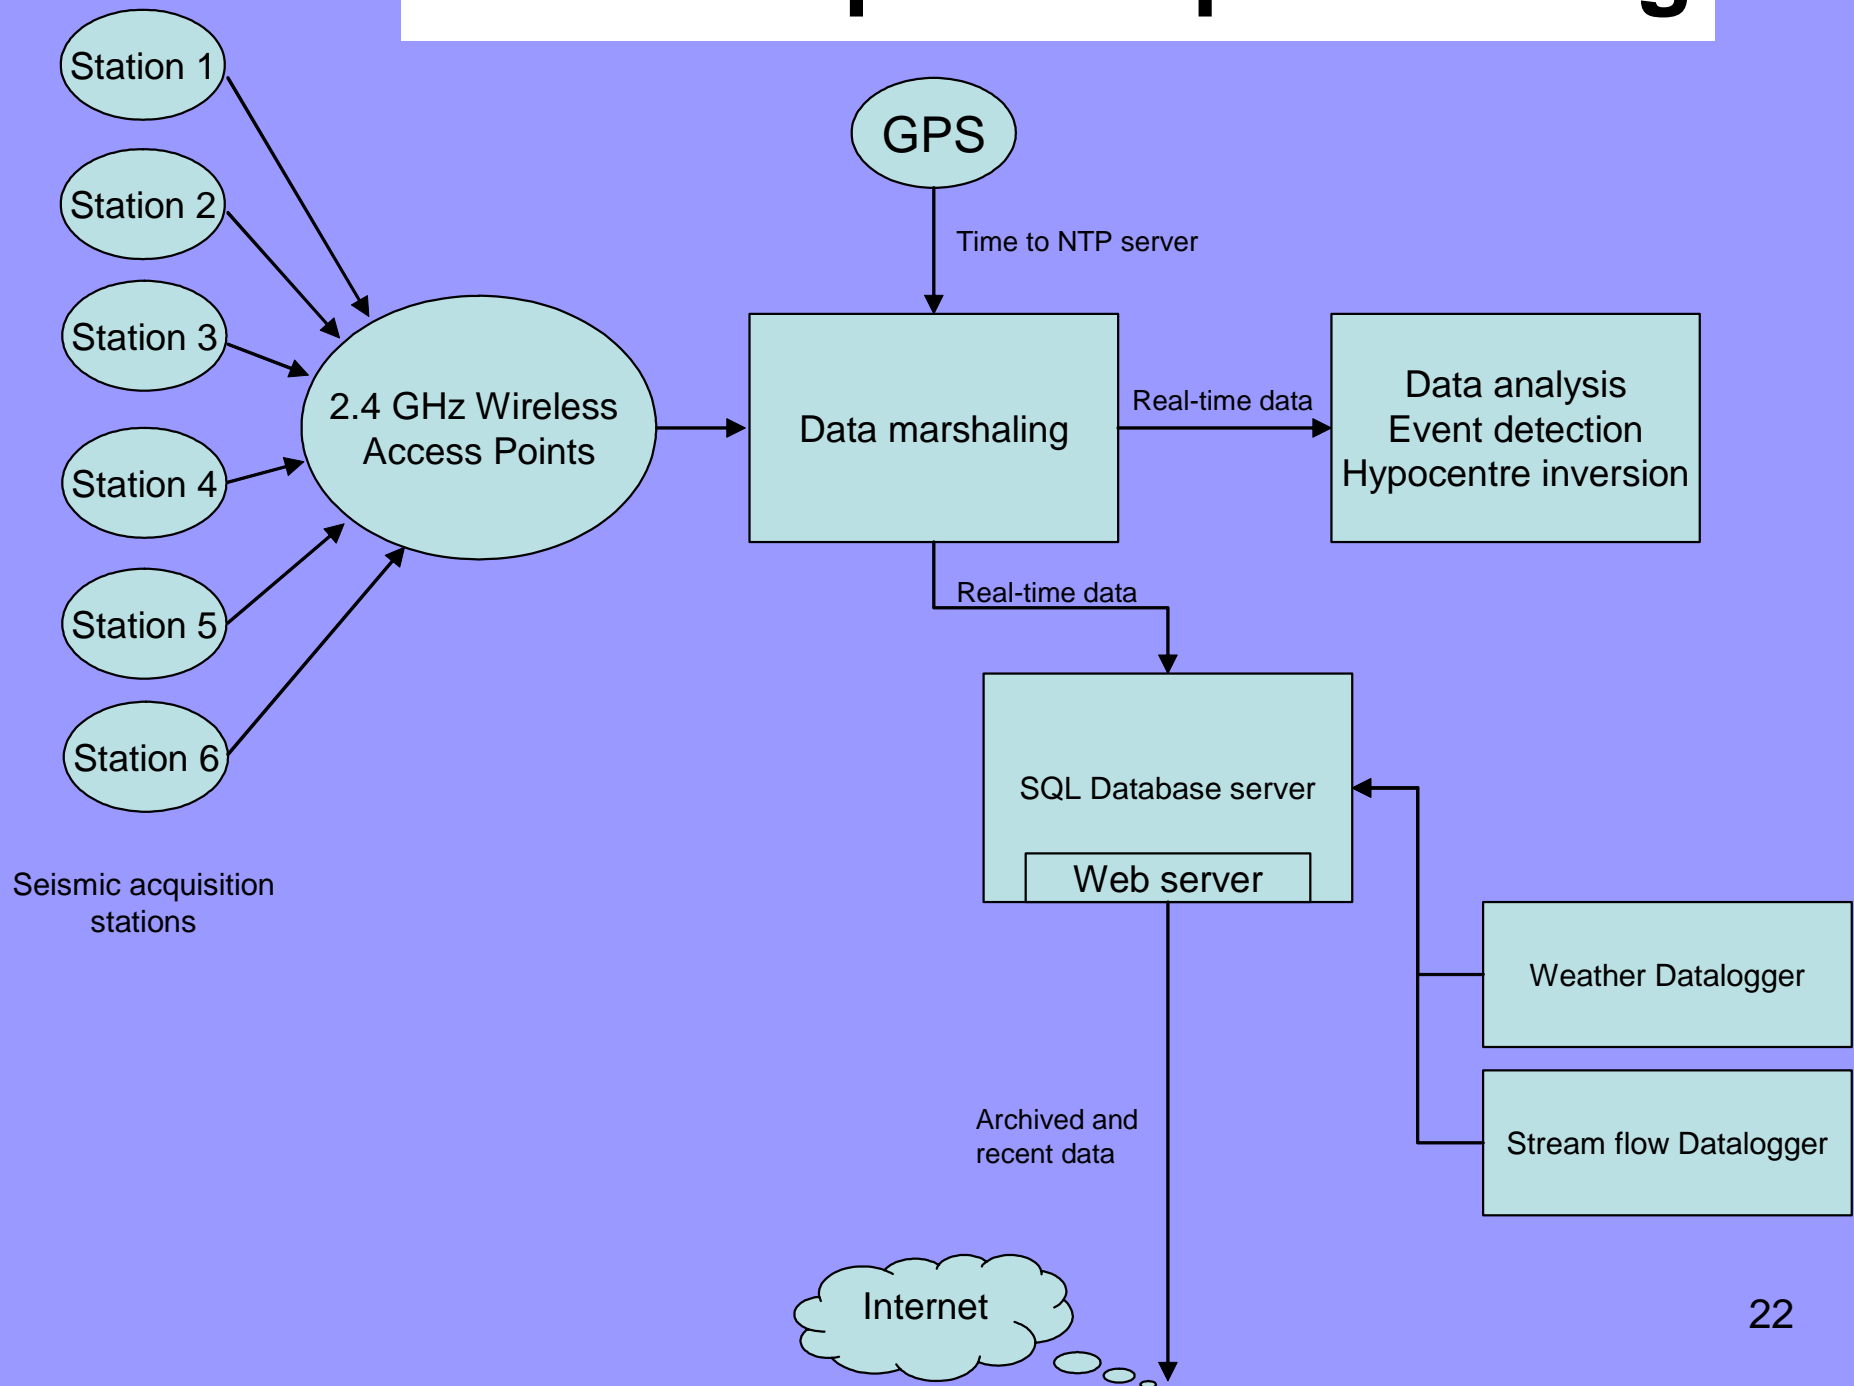 Station 1
Station 2
Station 3
Station 4
Station 5
Station 6
Seismic acquisition
stations
2.4 GHz Wireless
Access Points
GPS
Time to NTP server
Data marshaling
Real-time data
Data analysis
Event detection
Hypocentre inversion
Real-time data
SQL Database server
Web server
Weather Datalogger
Stream flow Datalogger
Archived and
recent data
Internet
22